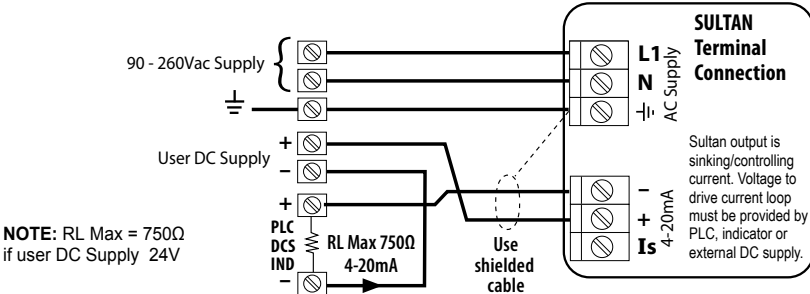 SULTAN
Terminal
Connection
90 - 260Vac Supply
L1
N
AC Supply
User DC Supply
+
–
+
PLC
DCS
IND
–
RL Max 750Ω
4-20mA
NOTE: RL Max = 750Ω
if user DC Supply 24V
Use
shielded
cable
–
+
Is
4-20mA
Sultan output is
sinking/controlling
current. Voltage to
drive current loop
must be provided by
PLC, indicator or
external DC supply.